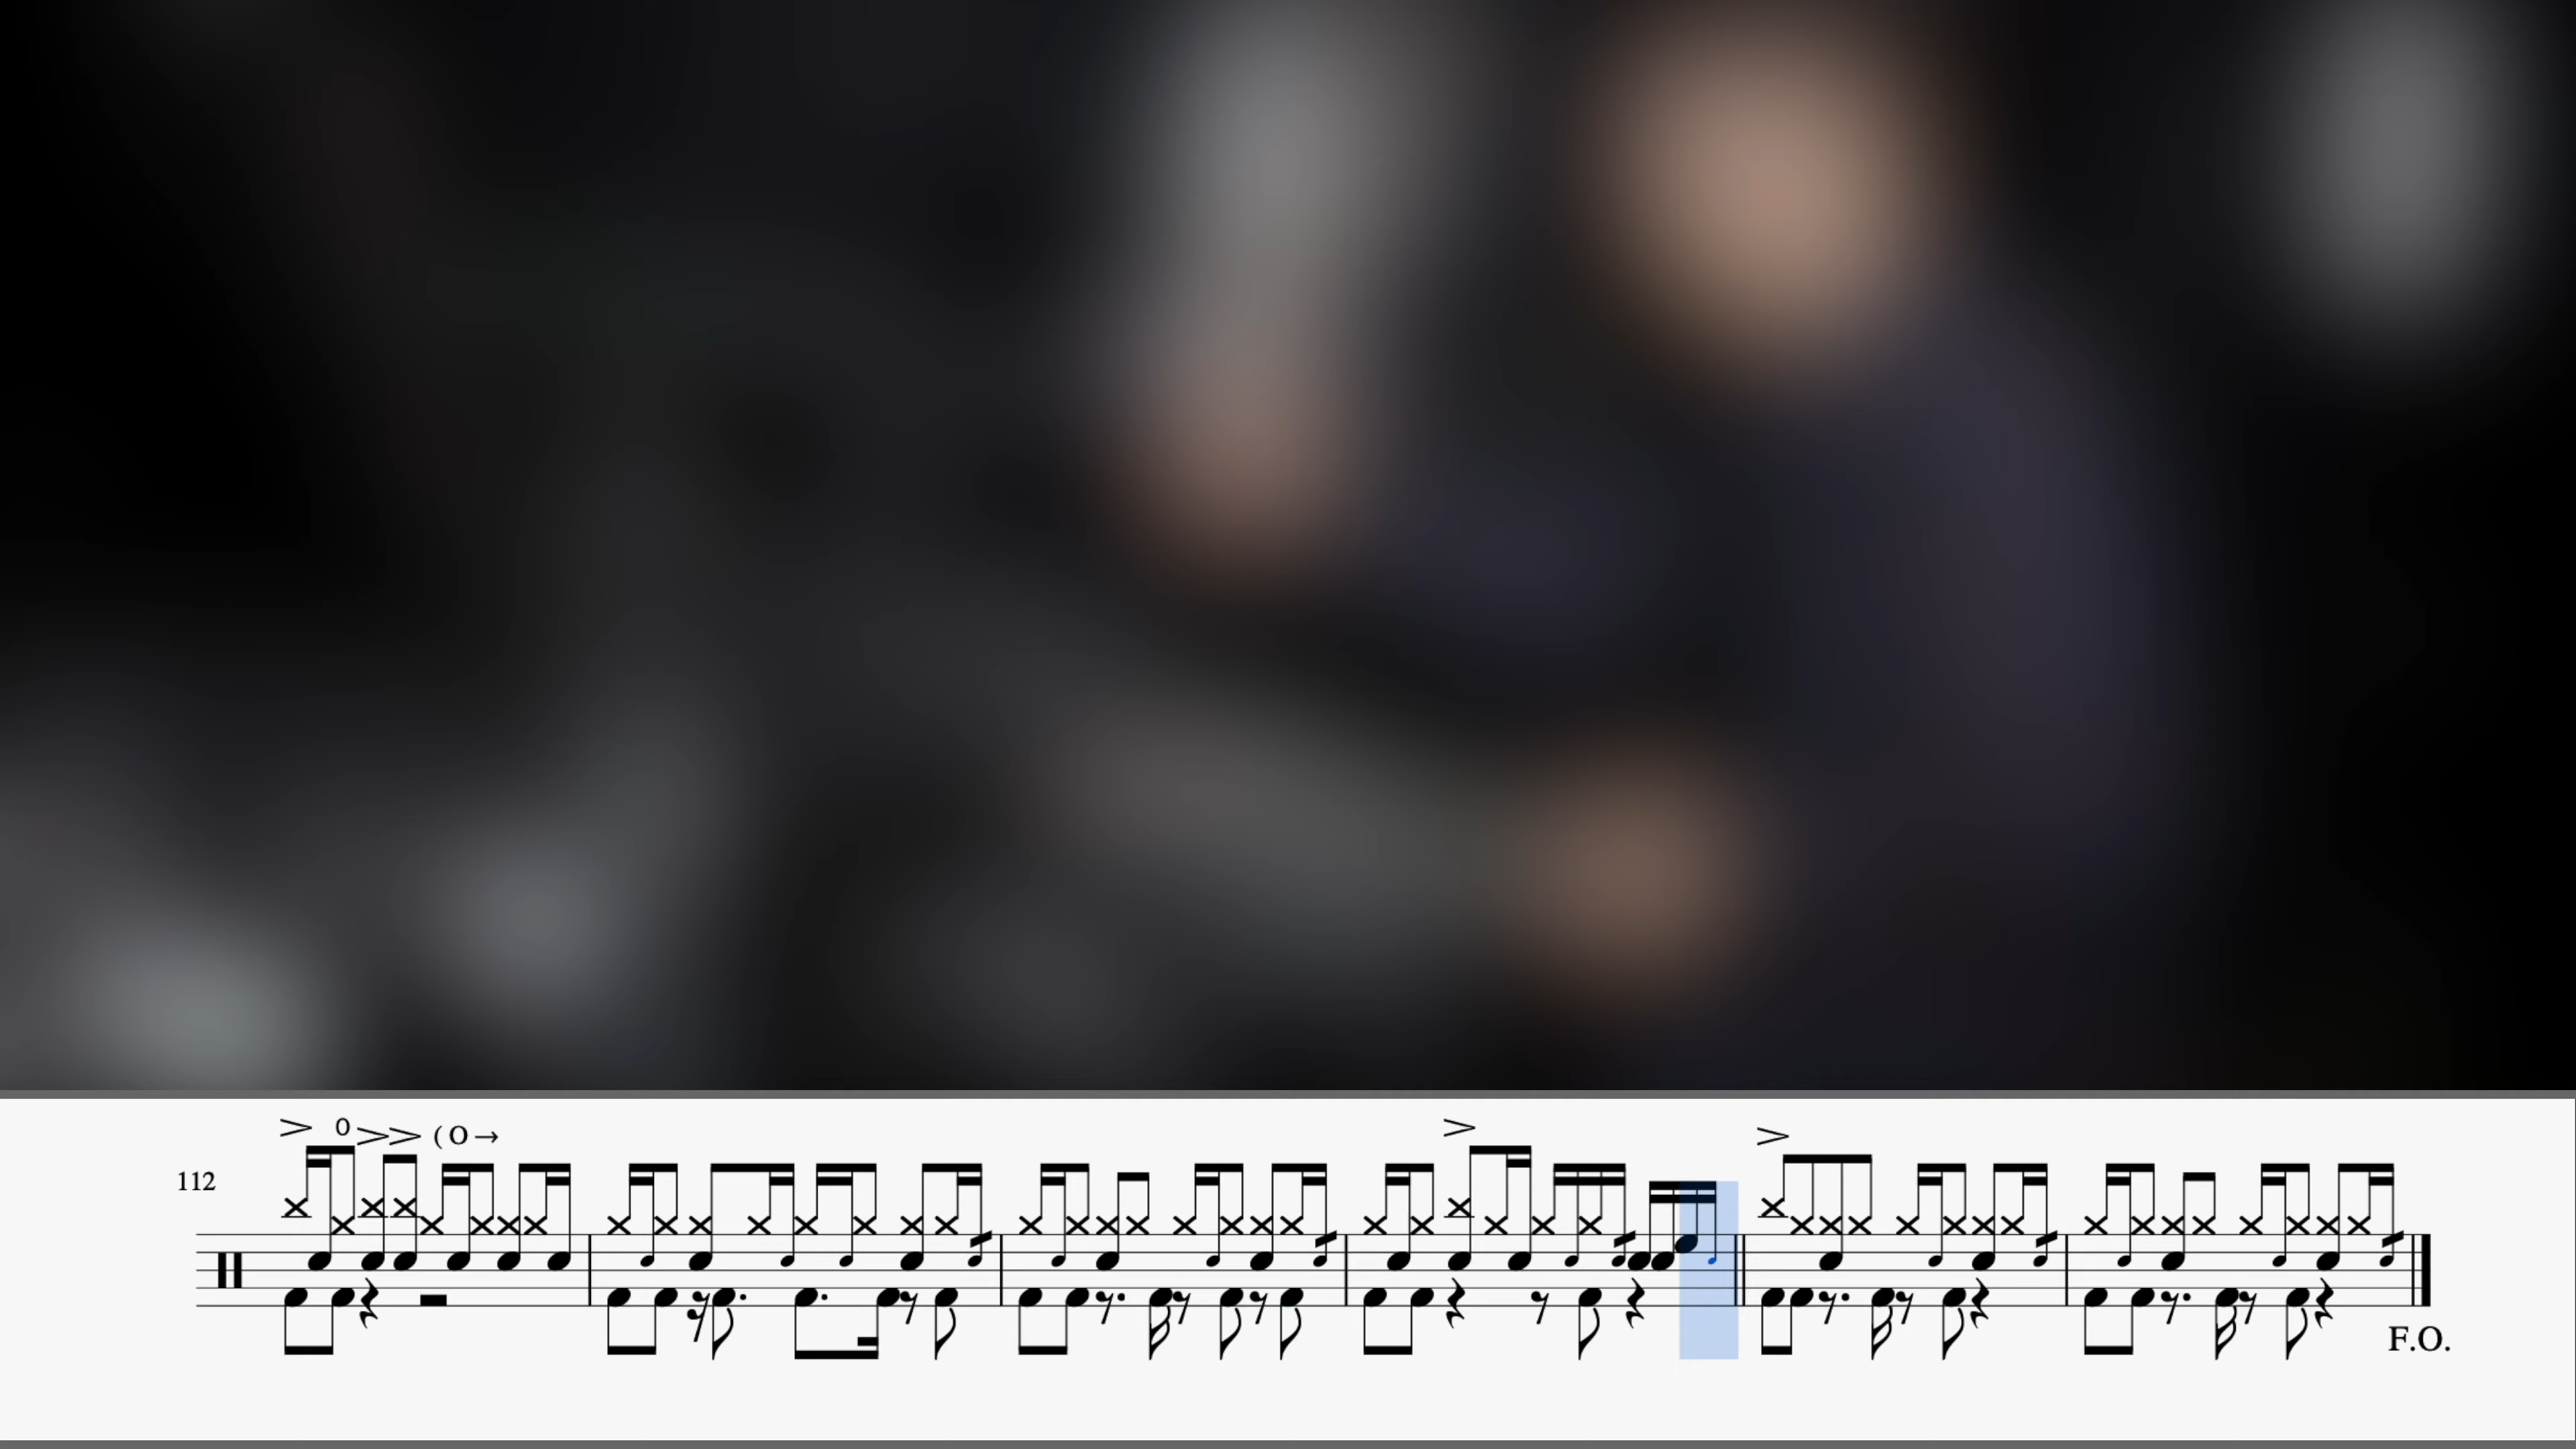 > o >> ( O →
> >
112
F.O.